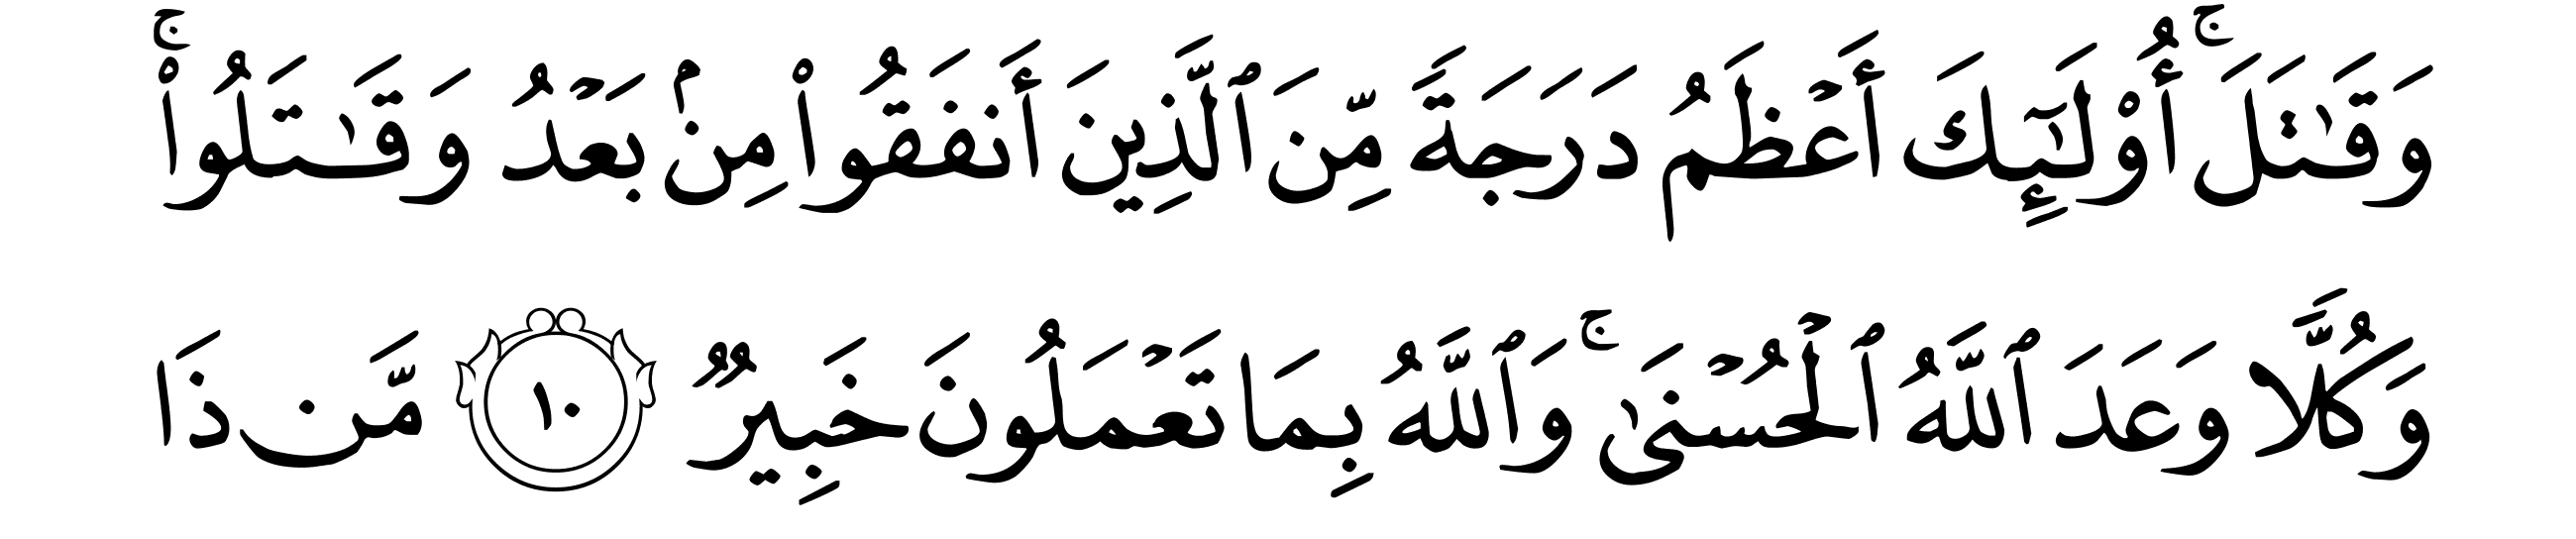 وَقَٰتَلَۚ أُوْلَٰٓئِكَ أَعۡظَمُ دَرَجَةٗ مِّنَ ٱلَّذِينَ أَنفَقُواْ مِنۢ بَعۡدُ وَقَٰتَلُواْۚ
وَكُلّٗا وَعَدَ ٱللَّهُ ٱلۡحُسۡنَىٰۚ وَٱللَّهُ بِمَا تَعۡمَلُونَ خَبِيرٞ ١٠ مَّن ذَا